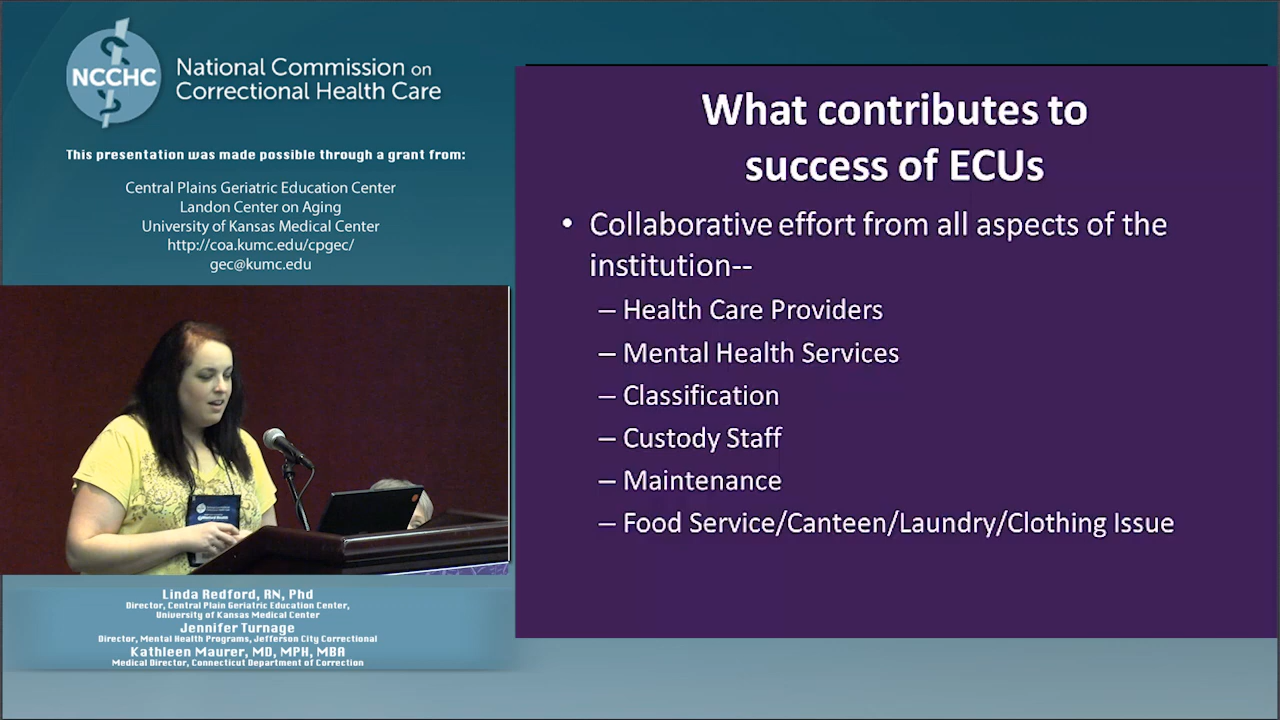 NCCHC
National Commission on
Correctional Health Care
This presentation was made possible through a grant from:
Central Plains Geriatric Education Center
Landon Center on Aging
University of Kansas Medical Center
http://coa.kumc.edu/cpgec/
gec@kumc.edu
Linda Redford, RN, Phd
Director, Central Plain Geriatric Education Center,
University of Kansas Medical Center
Jennifer Turnage
Director, Mental Health Programs, Jefferson City Correctional
Kathleen Maurer, MD, MPH, MBA
Medical Director, Connecticut Department of Correction
What contributes to
success of ECUs
• Collaborative effort from all aspects of the
institution--
– Health Care Providers
– Mental Health Services
– Classification
– Custody Staff
– Maintenance
– Food Service/Canteen/Laundry/Clothing Issue